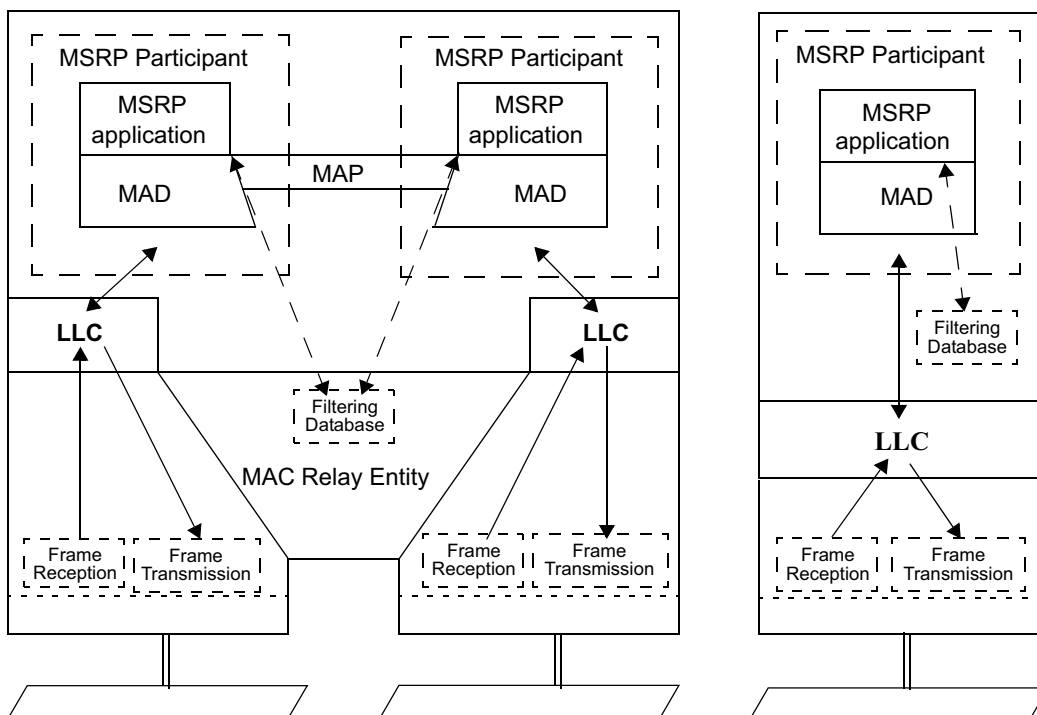 MSRP Participant
MSRP
application
MAD
MAP
MSRP Participant
MSRP
application
MAD
LLC
LLC
Filtering
Database
MAC Relay Entity
Frame
Reception
Frame
Transmission
Frame
Reception
Frame
Transmission
MSRP Participant
MSRP
application
MAD
Filtering
Database
LLC
Frame
Reception
Frame
Transmission